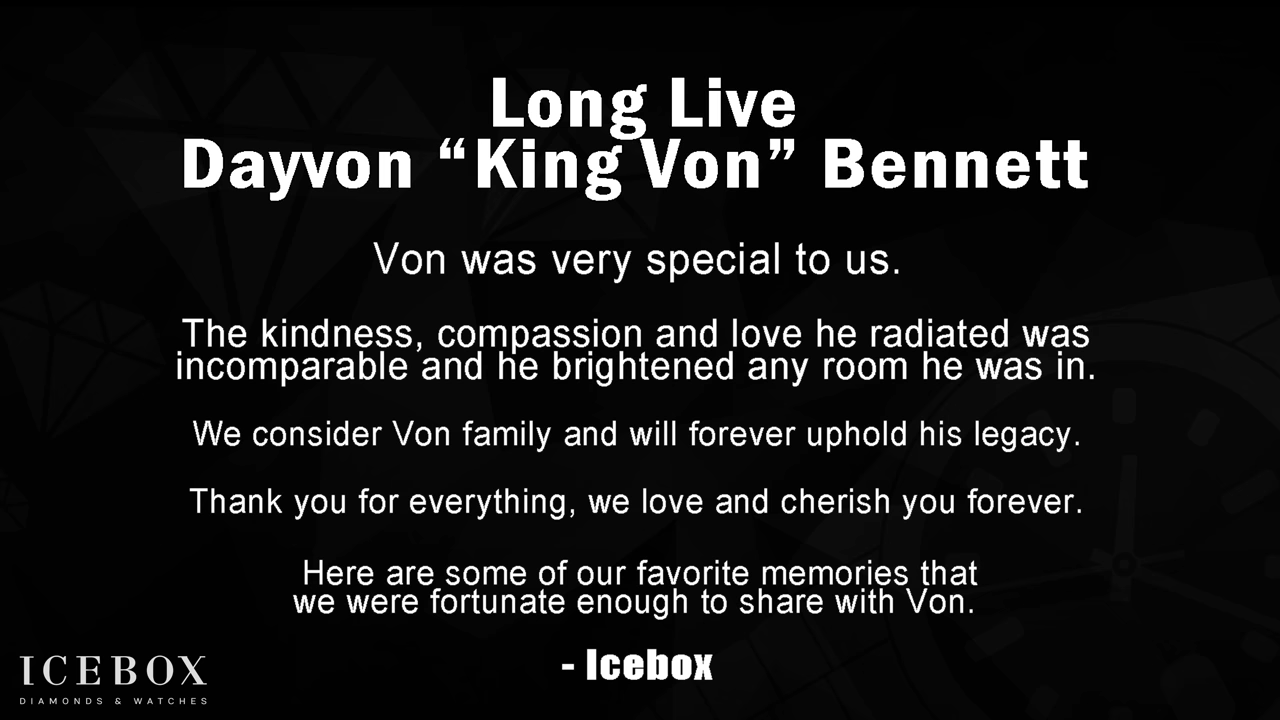 Long Live
Dayvon “King Von” Bennett
Von was very special to us.
The kindness, compassion and love he radiated was
incomparable and he brightened any room he was in.
We consider Von family and will forever uphold his legacy.
Thank you for everything, we love and cherish you forever.
Here are some of our favorite memories that
we were fortunate enough to share with Von.
- Icebox
ICEBOX
DIAMONDS & WATCHES